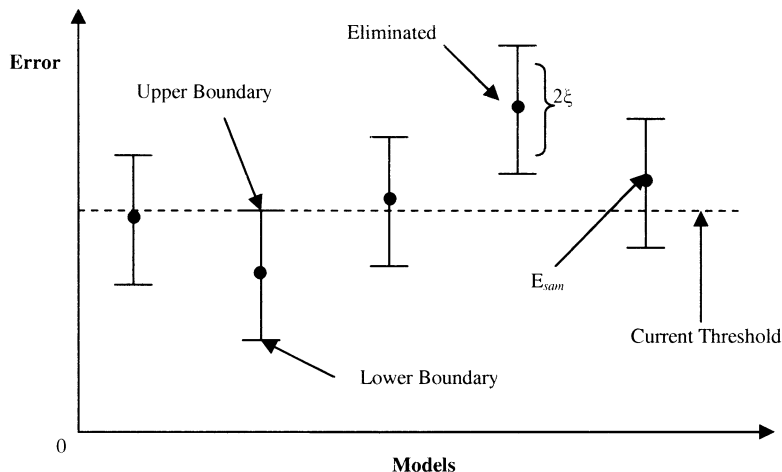 Eliminated
Error
Upper Boundary
2ξ
E_sam
Current Threshold
Lower Boundary
0
Models